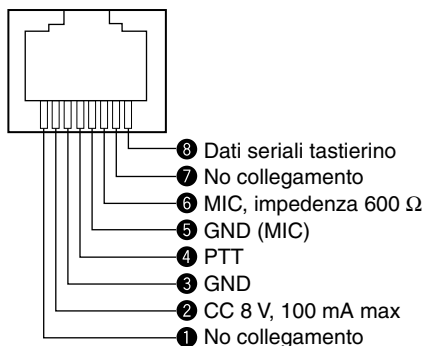 ❽ Dati seriali tastierino
❼ No collegamento
❻ MIC, impedenza 600 Ω
❺ GND (MIC)
❹ PTT
❸ GND
❷ CC 8 V, 100 mA max
❶ No collegamento